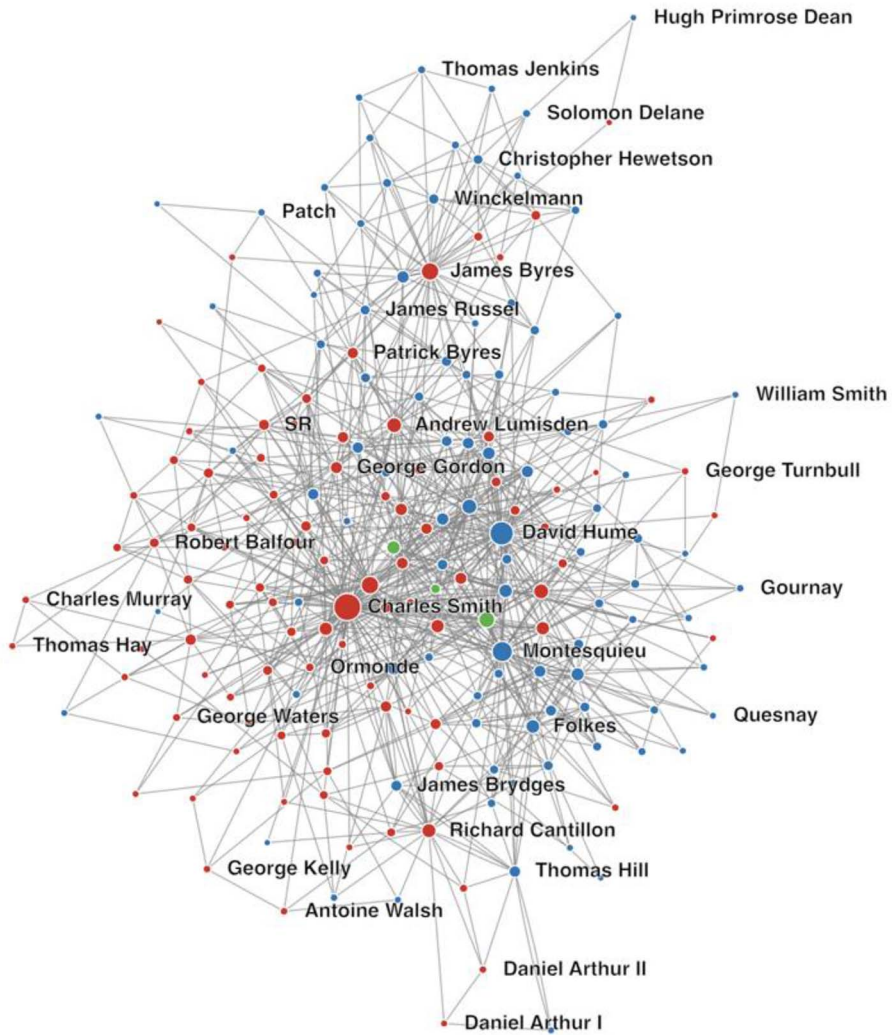 Hugh Primrose Dean
Thomas Jenkins
Solomon Delane
Christopher Hewetson
Winckelmann
Patch
James Byres
James Russel
Patrick Byres
William Smith
SR
Andrew Lumisden
George Gordon
George Turnbull
David Hume
Robert Balfour
Gournay
Charles Murray
Charles Smith
Thomas Hay
Montesquieu
Ormonde
Quesnay
George Waters
Folkes
James Brydges
Richard Cantillon
George Kelly
Thomas Hill
Antoine Walsh
Daniel Arthur II
Daniel Arthur I